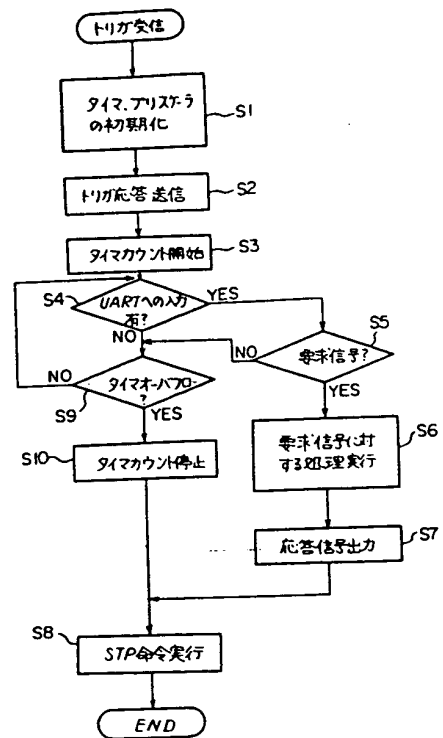 トリガ受信
タイマ、プリスケーラ
の初期化
S1
トリガ応答送信
S2
タイマカウント開始
S3
S4
UARTへの入力
有?
YES
NO
S5
要求信号?
NO
YES
NO
タイマオーバフロー
?
S9
YES
S10
タイマカウント停止
要求信号に対
する処理実行
S6
応答信号出力
S7
S8
STP命令実行
END